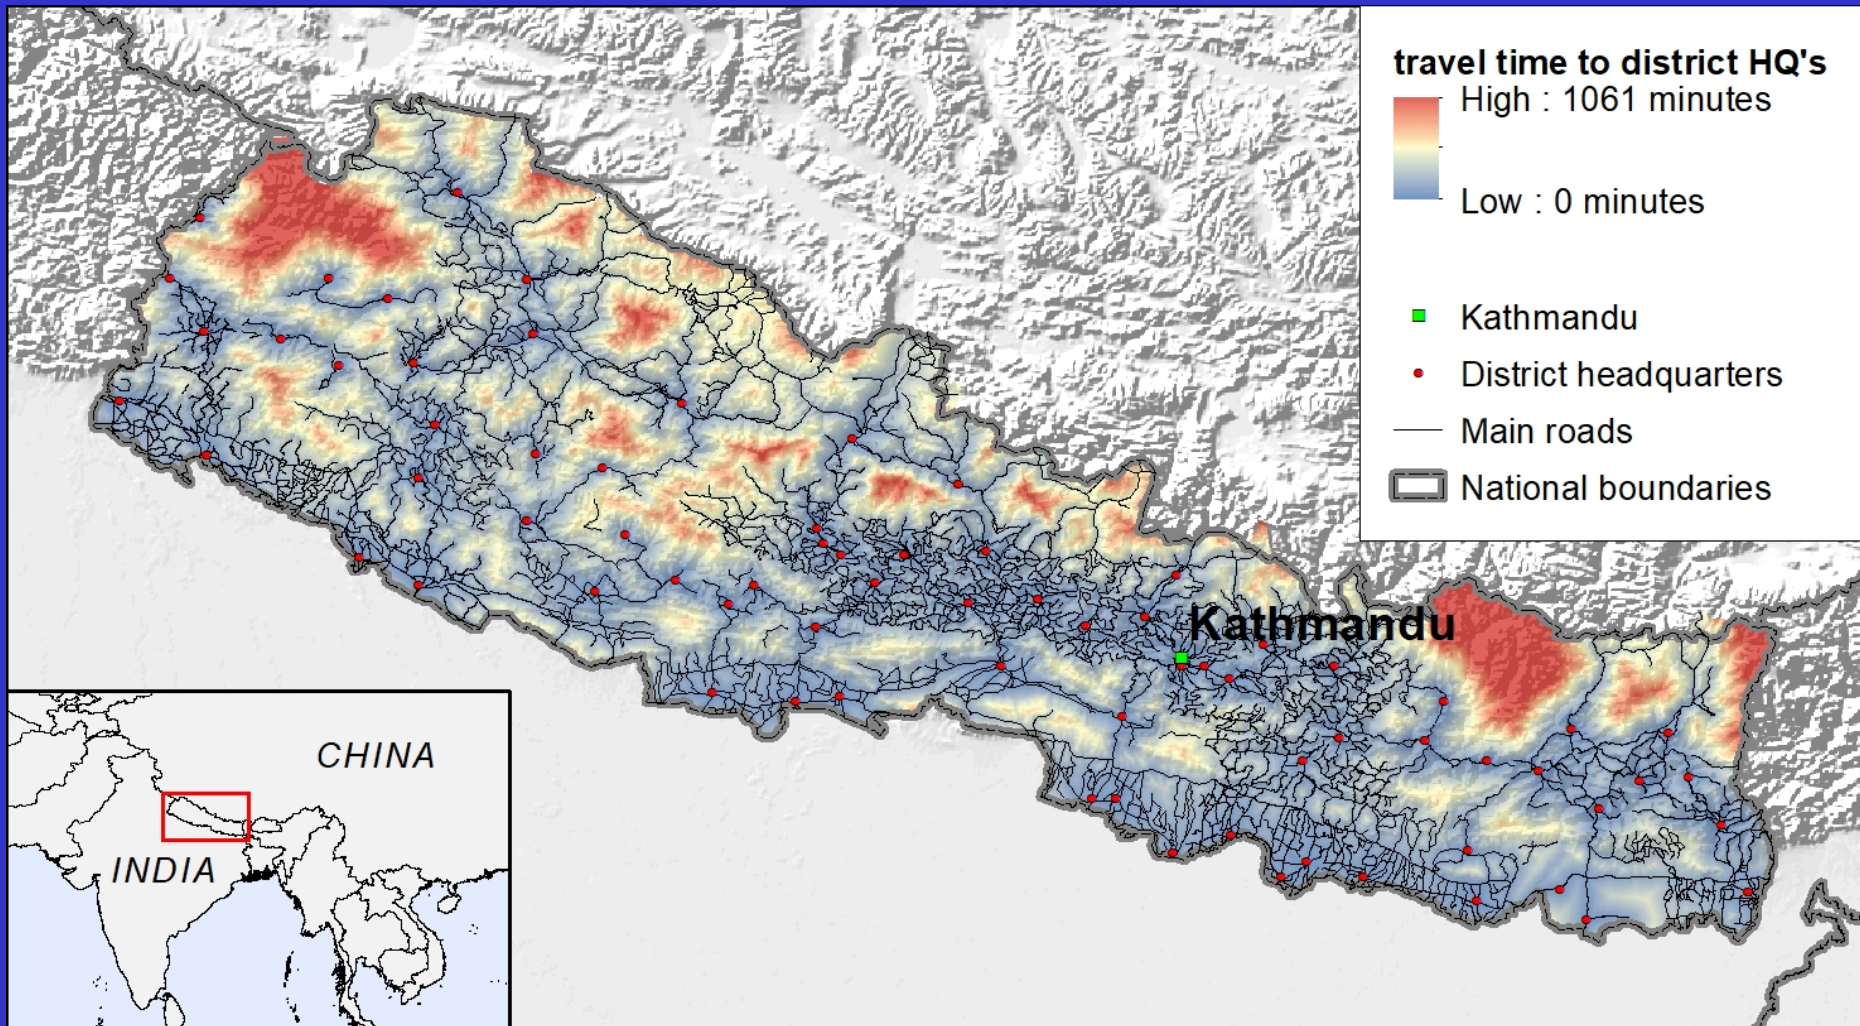 travel time to district HQ's
High : 1061 minutes
Low : 0 minutes
Kathmandu
District headquarters
Main roads
National boundaries
Kathmandu
CHINA
INDIA